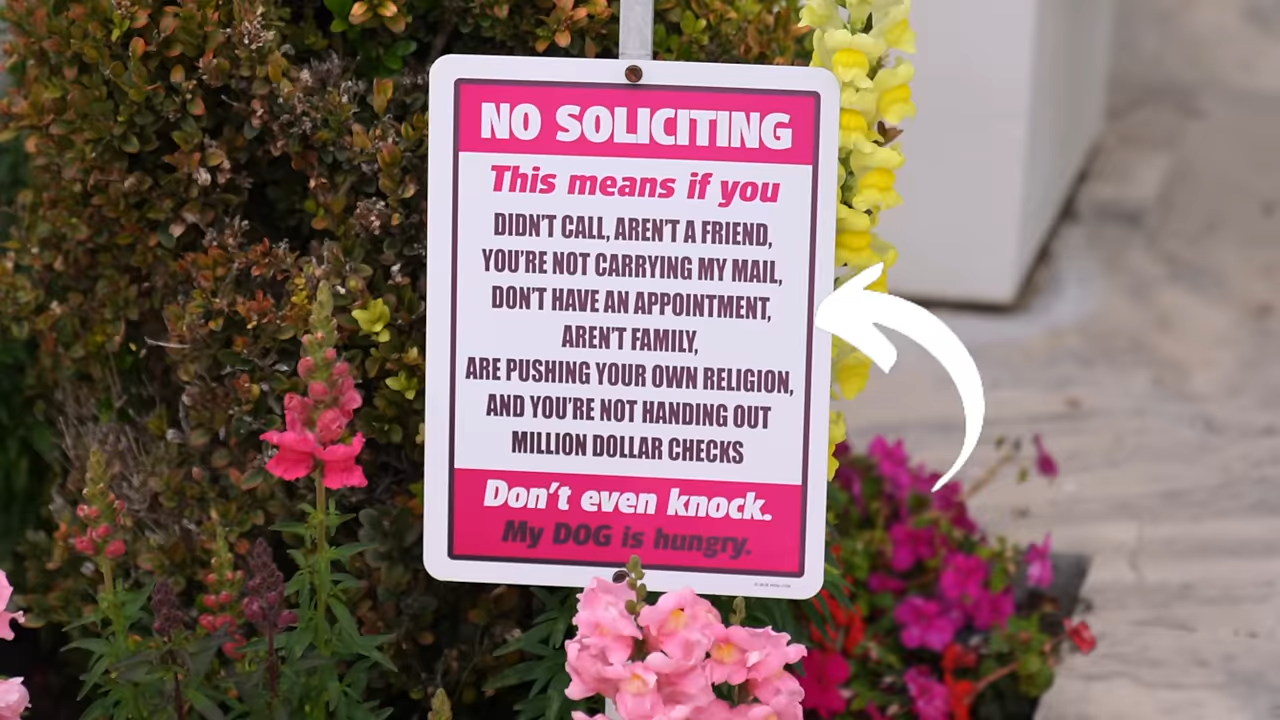 NO SOLICITING
This means if you
DIDN'T CALL, AREN'T A FRIEND,
YOU'RE NOT CARRYING MY MAIL,
DON'T HAVE AN APPOINTMENT,
AREN'T FAMILY,
ARE PUSHING YOUR OWN RELIGION,
AND YOU'RE NOT HANDING OUT
MILLION DOLLAR CHECKS
Don't even knock.
My DOG is hungry.